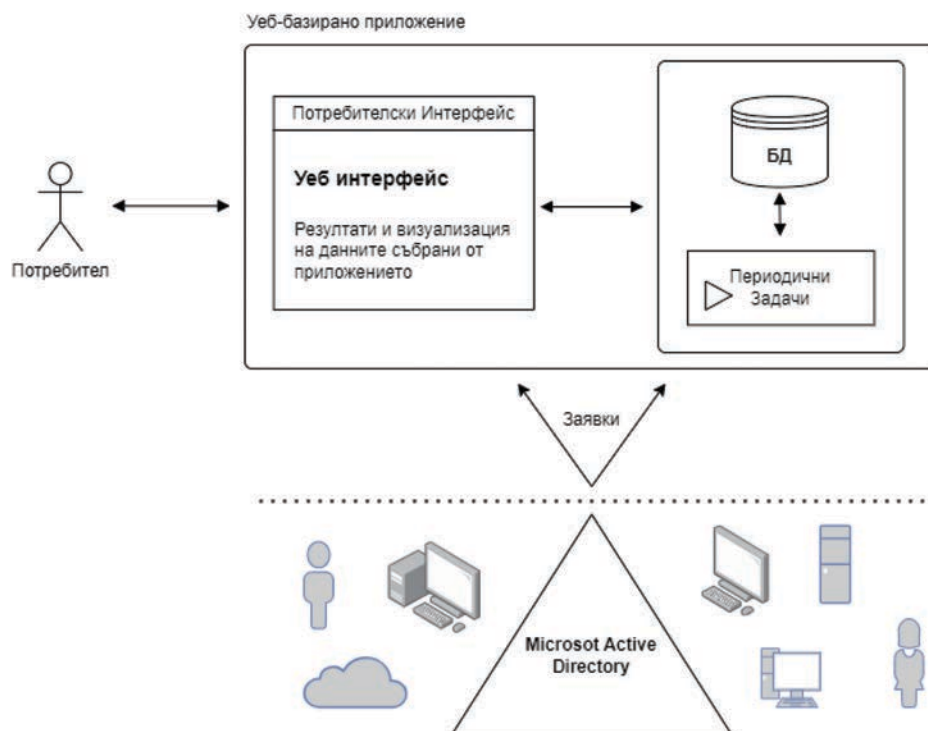 Уеб-базирано приложение
Потребителски Интерфейс
Уеб интерфейс
Резултати и визуализация
на данните събрани от
приложението
БД
Периодични
Задачи
Потребител
Заявки
Microsot Active
Directory